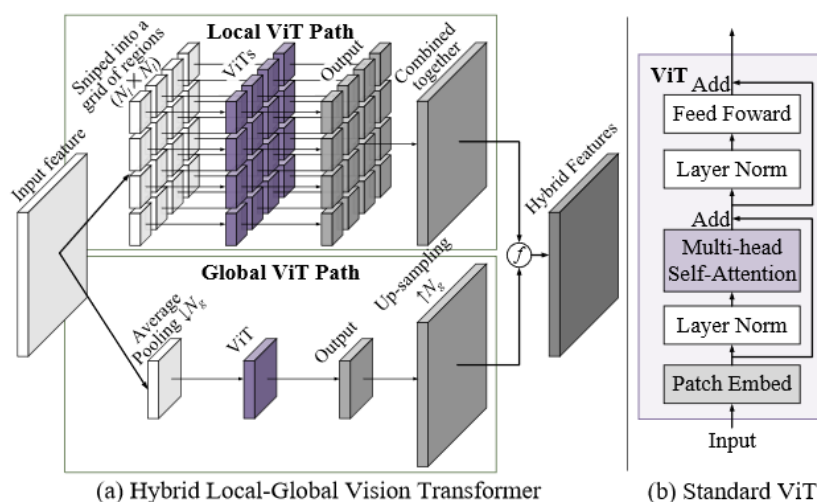 Local ViT Path
Sniped into a
grid of regions
(N_l × N_l)
ViTs
Output
Combined
together
Input feature
Hybrid Features
f
Global ViT Path
Average
Pooling ↓N_g
ViT
Output
Up-sampling
↑N_g
(a) Hybrid Local-Global Vision Transformer
ViT
Add
Feed Foward
Layer Norm
Add
Multi-head
Self-Attention
Layer Norm
Patch Embed
Input
(b) Standard ViT